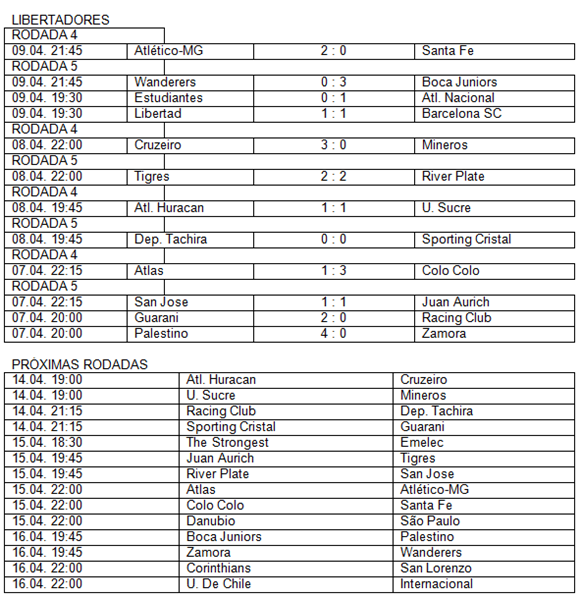 LIBERTADORES
RODADA 4
09.04. 21:45 Atlético-MG 2 : 0 Santa Fe
RODADA 5
09.04. 21:45 Wanderers 0 : 3 Boca Juniors
09.04. 19:30 Estudiantes 0 : 1 Atl. Nacional
09.04. 19:30 Libertad 1 : 1 Barcelona SC
RODADA 4
08.04. 22:00 Cruzeiro 3 : 0 Mineros
RODADA 5
08.04. 22:00 Tigres 2 : 2 River Plate
RODADA 4
08.04. 19:45 Atl. Huracan 1 : 1 U. Sucre
RODADA 5
08.04. 19:45 Dep. Tachira 0 : 0 Sporting Cristal
RODADA 4
07.04. 22:15 Atlas 1 : 3 Colo Colo
RODADA 5
07.04. 22:15 San Jose 1 : 1 Juan Aurich
07.04. 20:00 Guarani 2 : 0 Racing Club
07.04. 20:00 Palestino 4 : 0 Zamora
PRÓXIMAS RODADAS
14.04. 19:00 Atl. Huracan Cruzeiro
14.04. 19:00 U. Sucre Mineros
14.04. 21:15 Racing Club Dep. Tachira
14.04. 21:15 Sporting Cristal Guarani
15.04. 18:30 The Strongest Emelec
15.04. 19:45 Juan Aurich Tigres
15.04. 19:45 River Plate San Jose
15.04. 22:00 Atlas Atlético-MG
15.04. 22:00 Colo Colo Santa Fe
15.04. 22:00 Danubio São Paulo
16.04. 19:45 Boca Juniors Palestino
16.04. 19:45 Zamora Wanderers
16.04. 22:00 Corinthians San Lorenzo
16.04. 22:00 U. De Chile Internacional